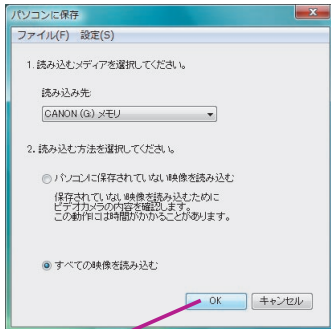 パソコンに保存
ファイル(F) 設定(S)
1. 読み込むメディアを選択してください。
読み込み先:
CANON (G:) メモリ
2. 読み込む方法を選択してください。
パソコンに保存されていない映像を読み込む
保存されていない映像を読み込むために
ビデオカメラの内容を確認します。
この動作には時間がかかることがあります。
すべての映像を読み込む
OK キャンセル